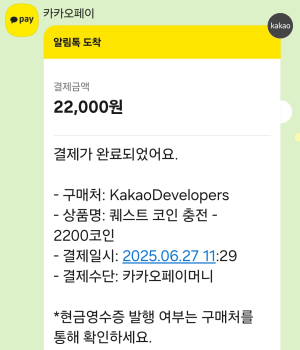 pay
카카오페이
알림톡 도착
kakao
결제금액
22,000원
결제가 완료되었어요.
- 구매처: KakaoDevelopers
- 상품명: 퀘스트 코인 충전 -
2200코인
- 결제일시: 2025.06.27 11:29
- 결제수단: 카카오페이머니
*현금영수증 발행 여부는 구매처를
통해 확인하세요.